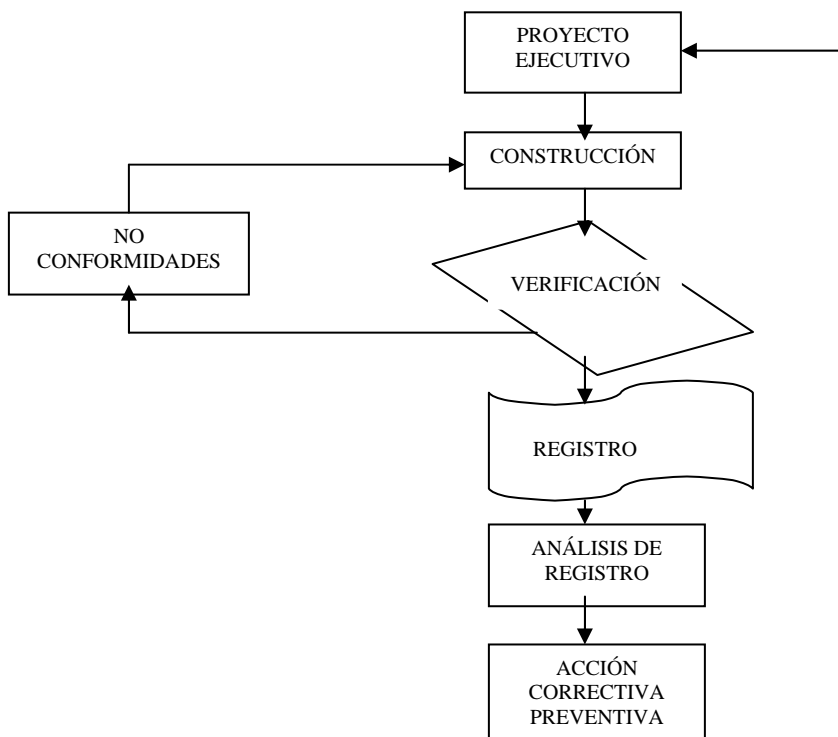 PROYECTO
EJECUTIVO
CONSTRUCCIÓN
NO
CONFORMIDADES
VERIFICACIÓN
REGISTRO
ANÁLISIS DE
REGISTRO
ACCIÓN
CORRECTIVA
PREVENTIVA